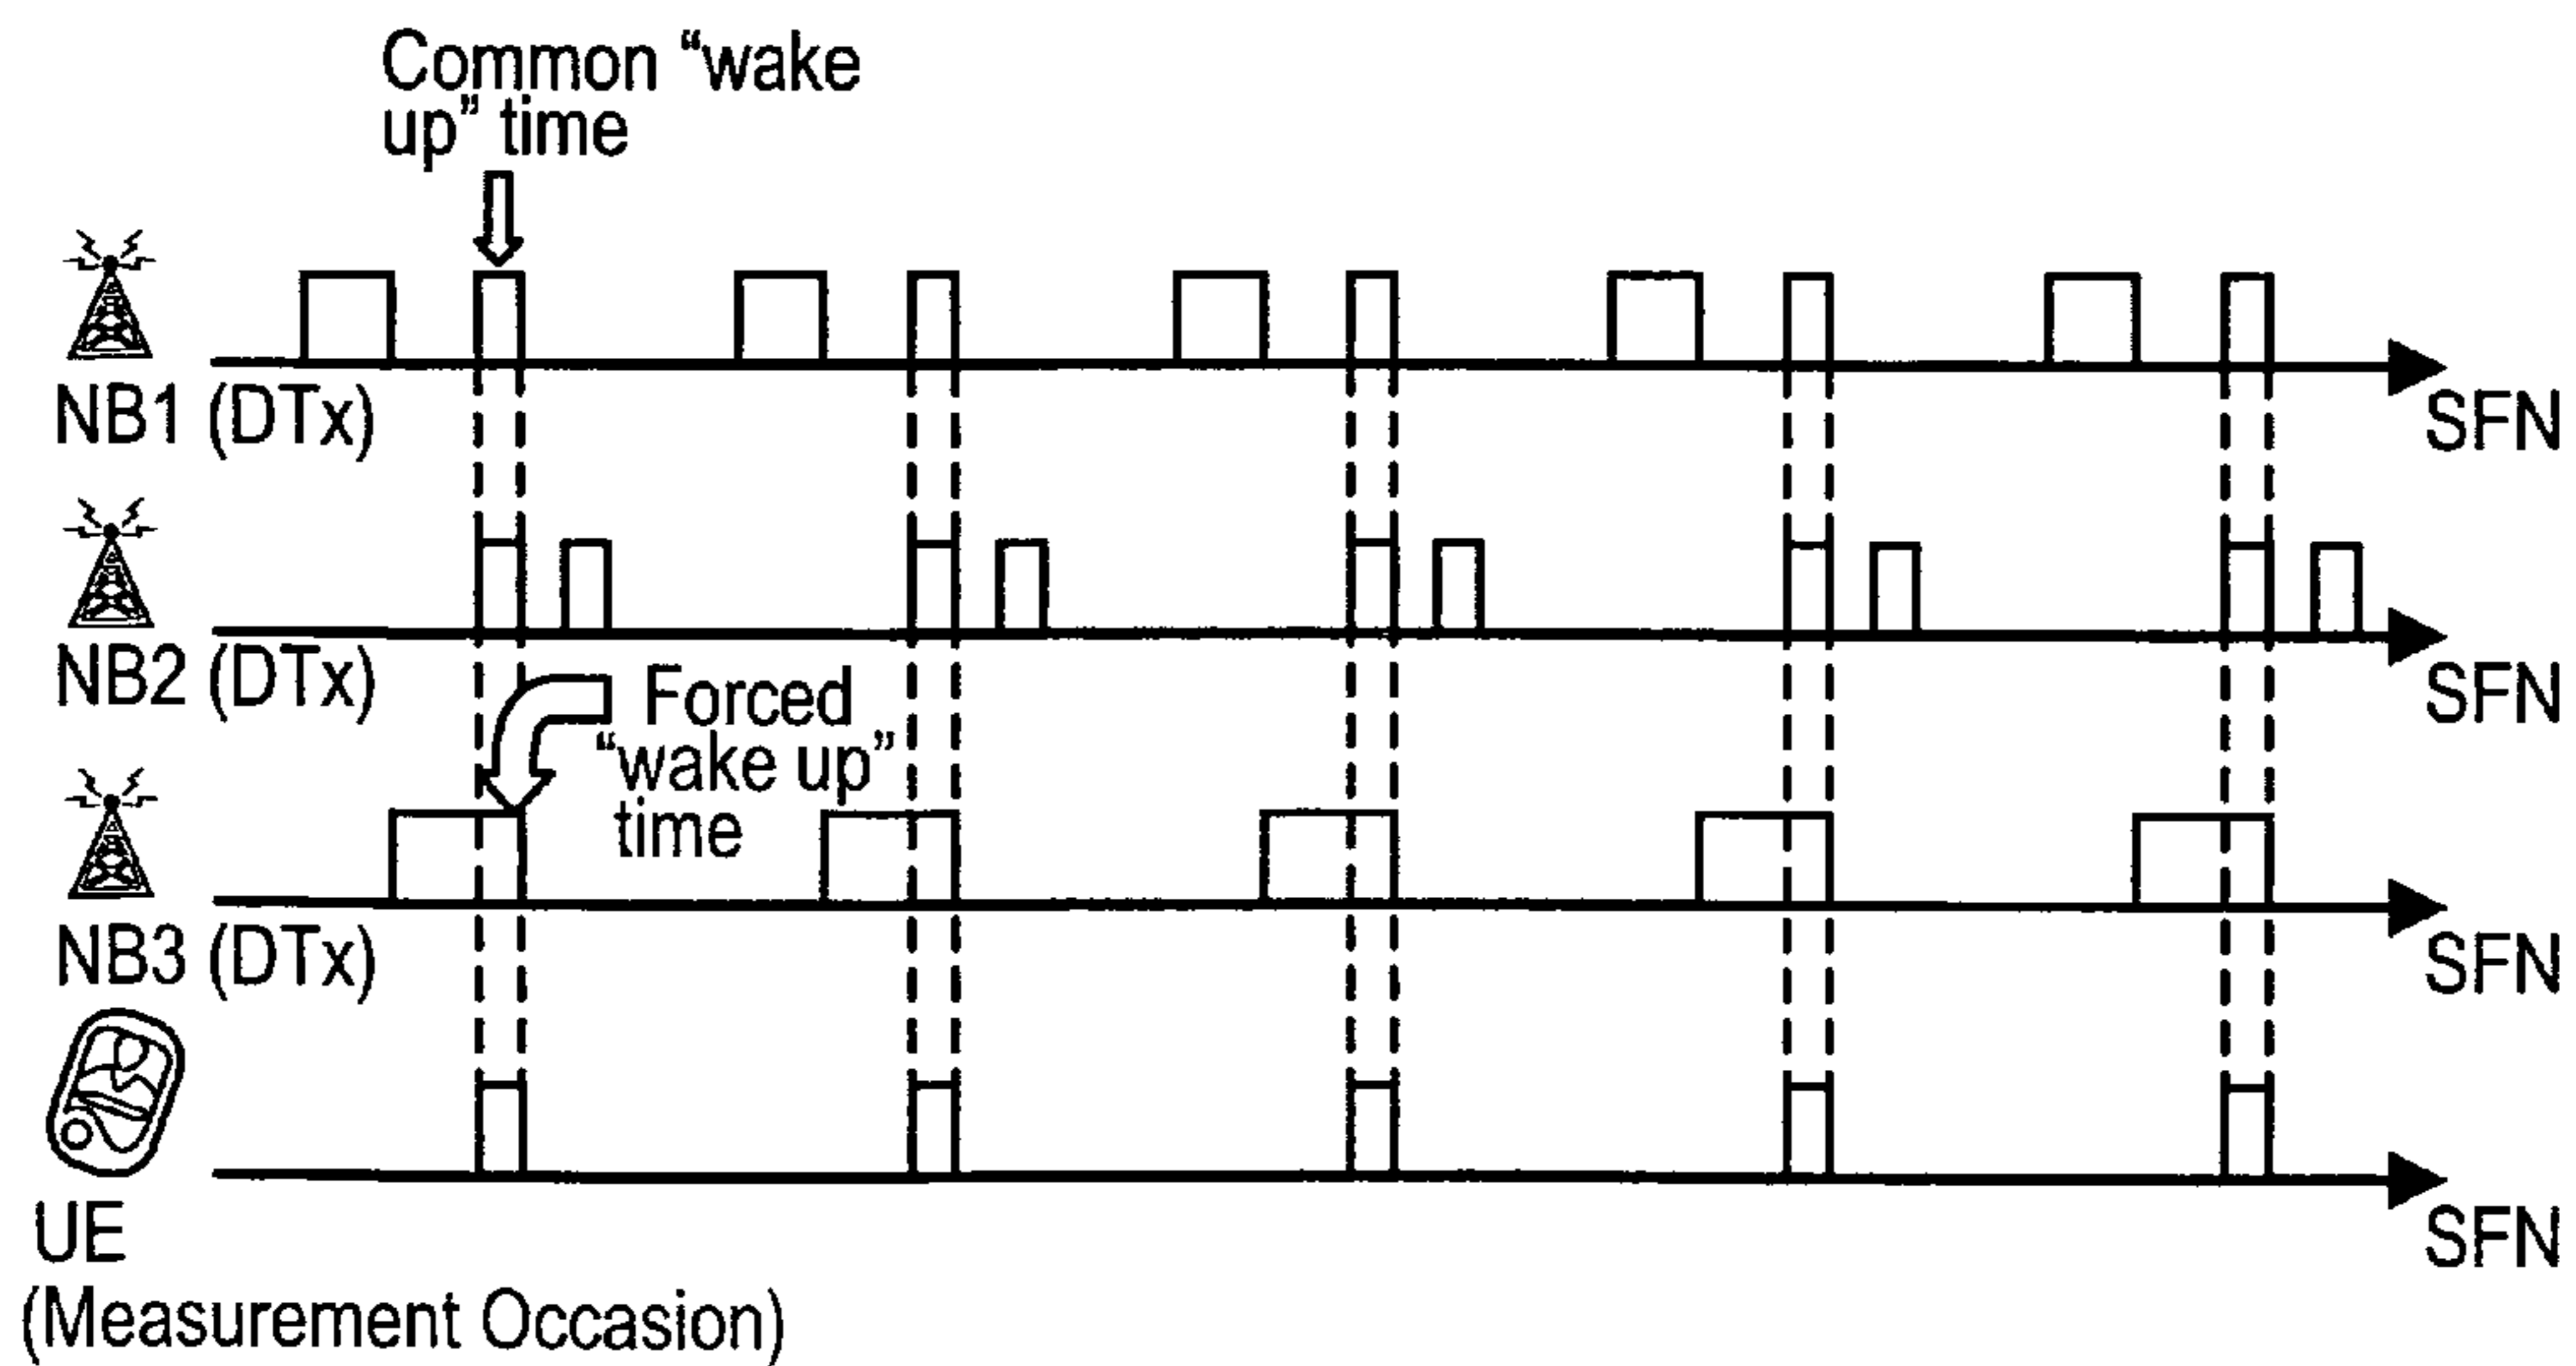 Common “wake
up” time
NB1 (DTx)
SFN
NB2 (DTx)
SFN
Forced
“wake up”
time
NB3 (DTx)
SFN
UE
(Measurement Occasion)
SFN